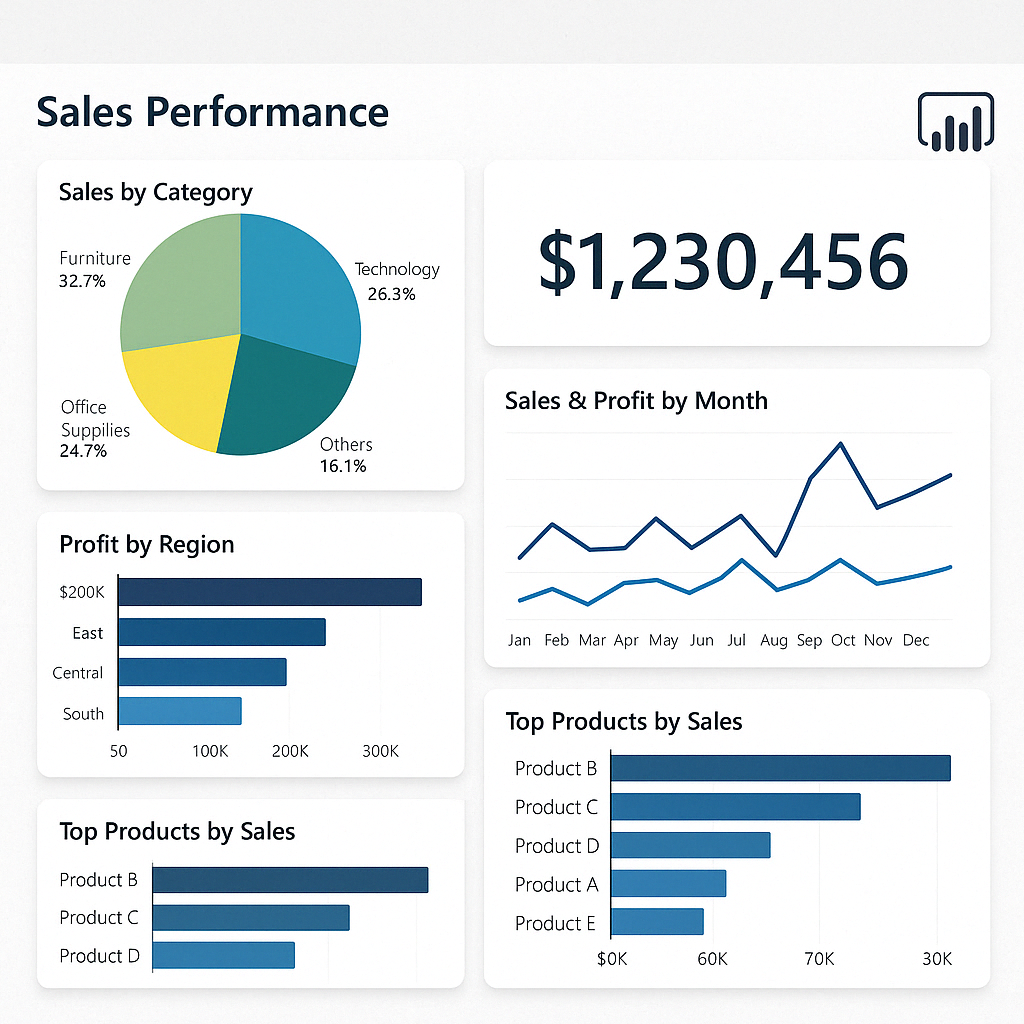 Sales Performance
Sales by Category
Furniture
32.7%
Technology
26.3%
Office
Suppilies
24.7%
Others
16.1%
$1,230,456
Sales & Profit by Month
Jan Feb Mar Apr May Jun Jul Aug Sep Oct Nov Dec
Profit by Region
$200K
East
Central
South
50 100K 200K 300K
Top Products by Sales
Product B
Product C
Product D
Top Products by Sales
Product B
Product C
Product D
Product A
Product E
$0K 60K 70K 30K